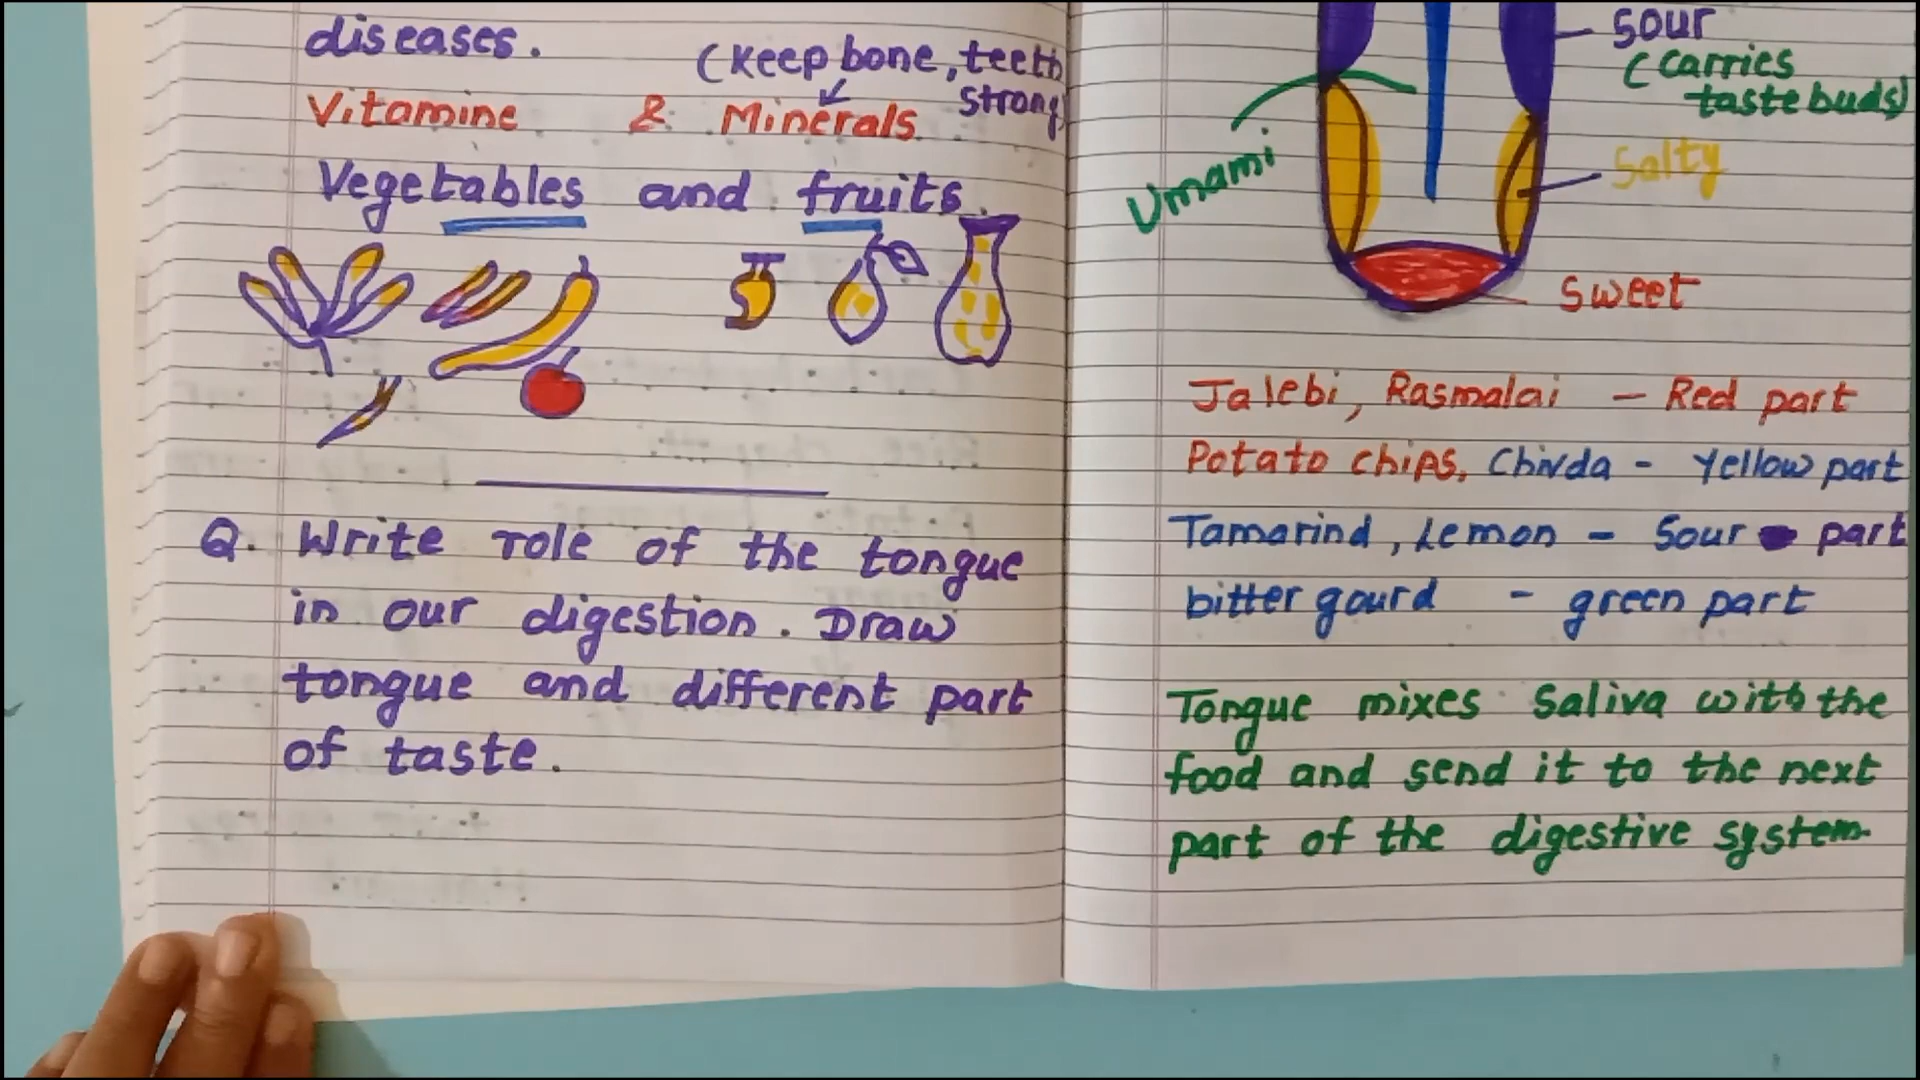 diseases.
(Keep bone, teeth
strong)
Vitamine & Minerals
Vegetables and fruits.
Q. Write role of the tongue
in our digestion. Draw
tongue and different part
of taste.
Sour
(carries
taste buds)
Umami
Salty
Sweet
Jalebi, Rasmalai - Red part
Potato chips, Chivda - Yellow part
Tamarind, Lemon - Sour part
bitter gourd - green part
Tongue mixes Saliva with the
food and send it to the next
part of the digestive system